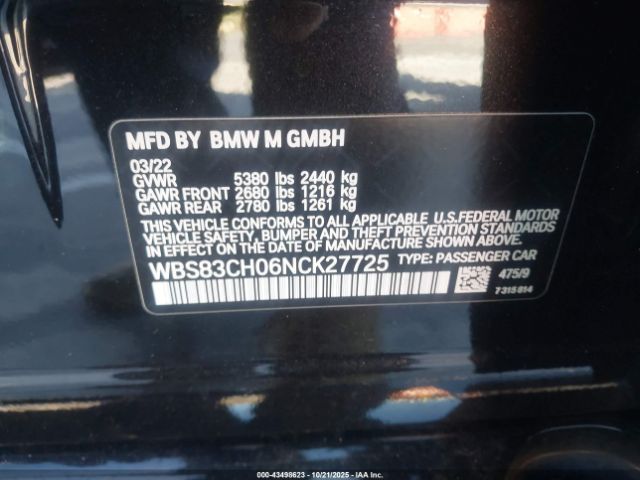 MFD BY BMW M GMBH
03/22
GVWR 5380 lbs 2440 kg
GAWR FRONT 2680 lbs 1216 kg
GAWR REAR 2780 lbs 1261 kg
THIS VEHICLE CONFORMS TO ALL APPLICABLE U.S.FEDERAL MOTOR
VEHICLE SAFETY, BUMPER, AND THEFT PREVENTION STANDARDS
IN EFFECT ON THE DATE OF MANUFACTURE SHOWN ABOVE.
WBS83CH06NCK27725 TYPE: PASSENGER CAR
475/9
7315814
000-43498623 - 10/21/2025 - IAA Inc.